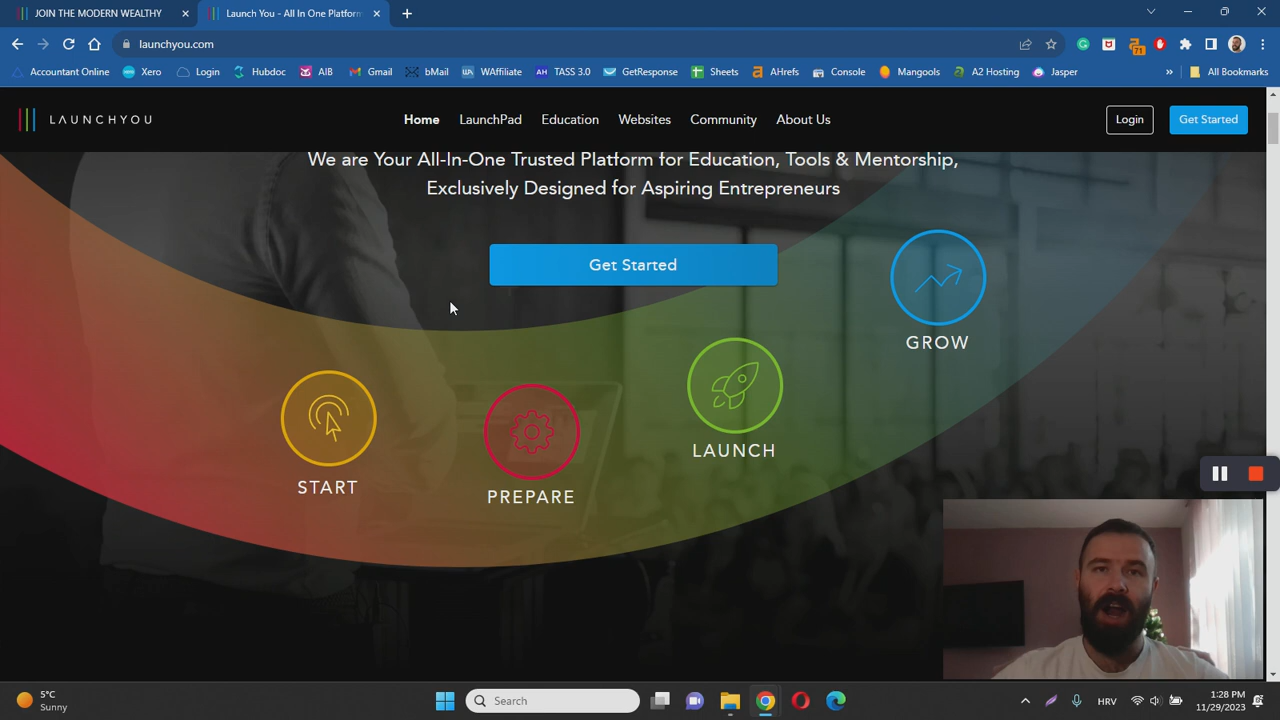 JOIN THE MODERN WEALTHY
Launch You - All In One Platform
launchyou.com
71
Accountant Online
Xero
Login
Hubdoc
AIB
Gmail
bMail
WA
WAffiliate
AH
TASS 3.0
GetResponse
Sheets
AHrefs
Console
Mangools
A2 Hosting
Jasper
»
All Bookmarks
LAUNCHYOU
Home
LaunchPad
Education
Websites
Community
About Us
Login
Get Started
We are Your All-In-One Trusted Platform for Education, Tools & Mentorship,
Exclusively Designed for Aspiring Entrepreneurs
Get Started
GROW
LAUNCH
START
PREPARE
5°C
Sunny
Search
HRV
1:28 PM
11/29/2023